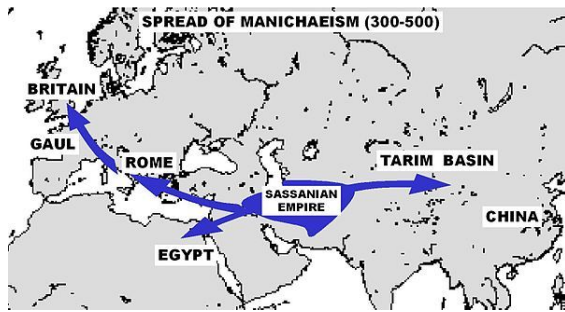 SPREAD OF MANICHAEISM (300-500)
BRITAIN
GAUL
ROME
TARIM BASIN
SASSANIAN
EMPIRE
CHINA
EGYPT